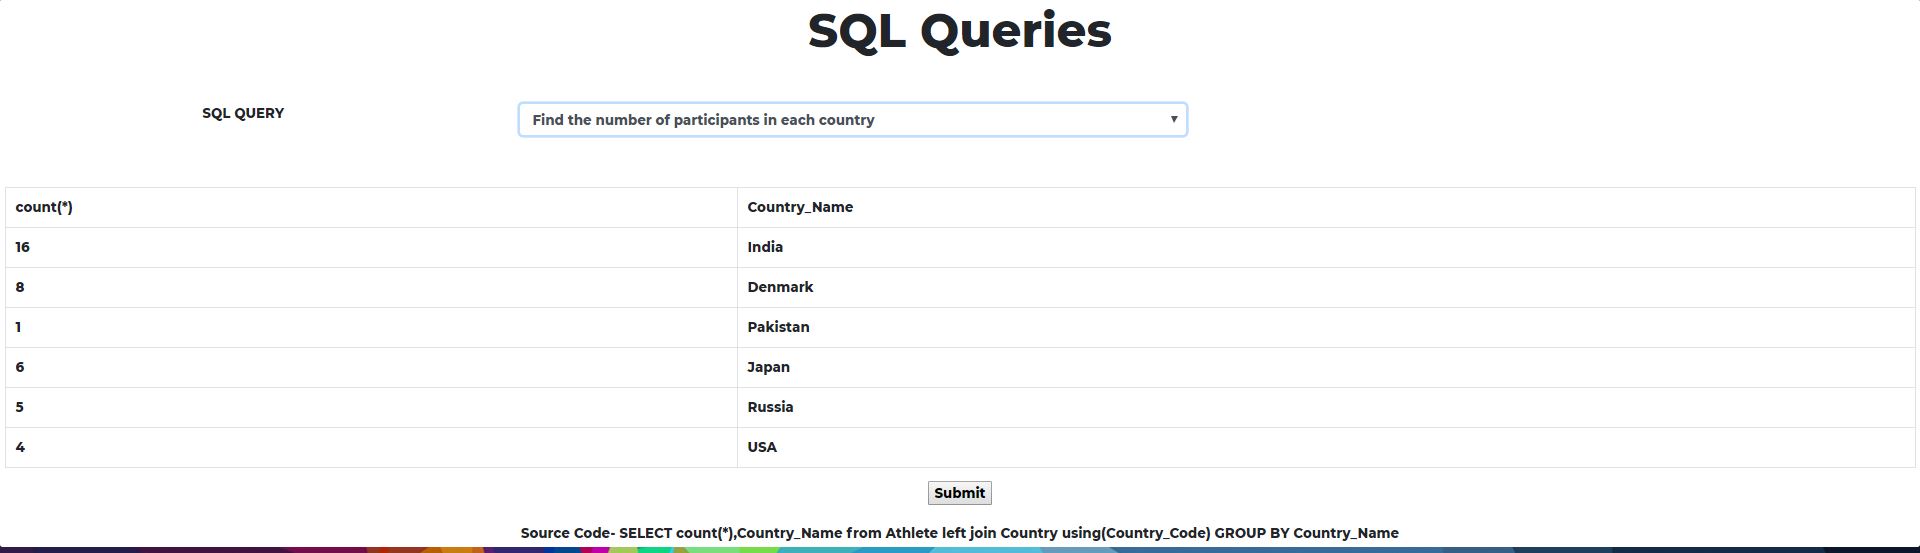 SQL Queries
SQL QUERY
Find the number of participants in each country
count(*) Country_Name
16 India
8 Denmark
1 Pakistan
6 Japan
5 Russia
4 USA
Submit
Source Code- SELECT count(*),Country_Name from Athlete left join Country using(Country_Code) GROUP BY Country_Name